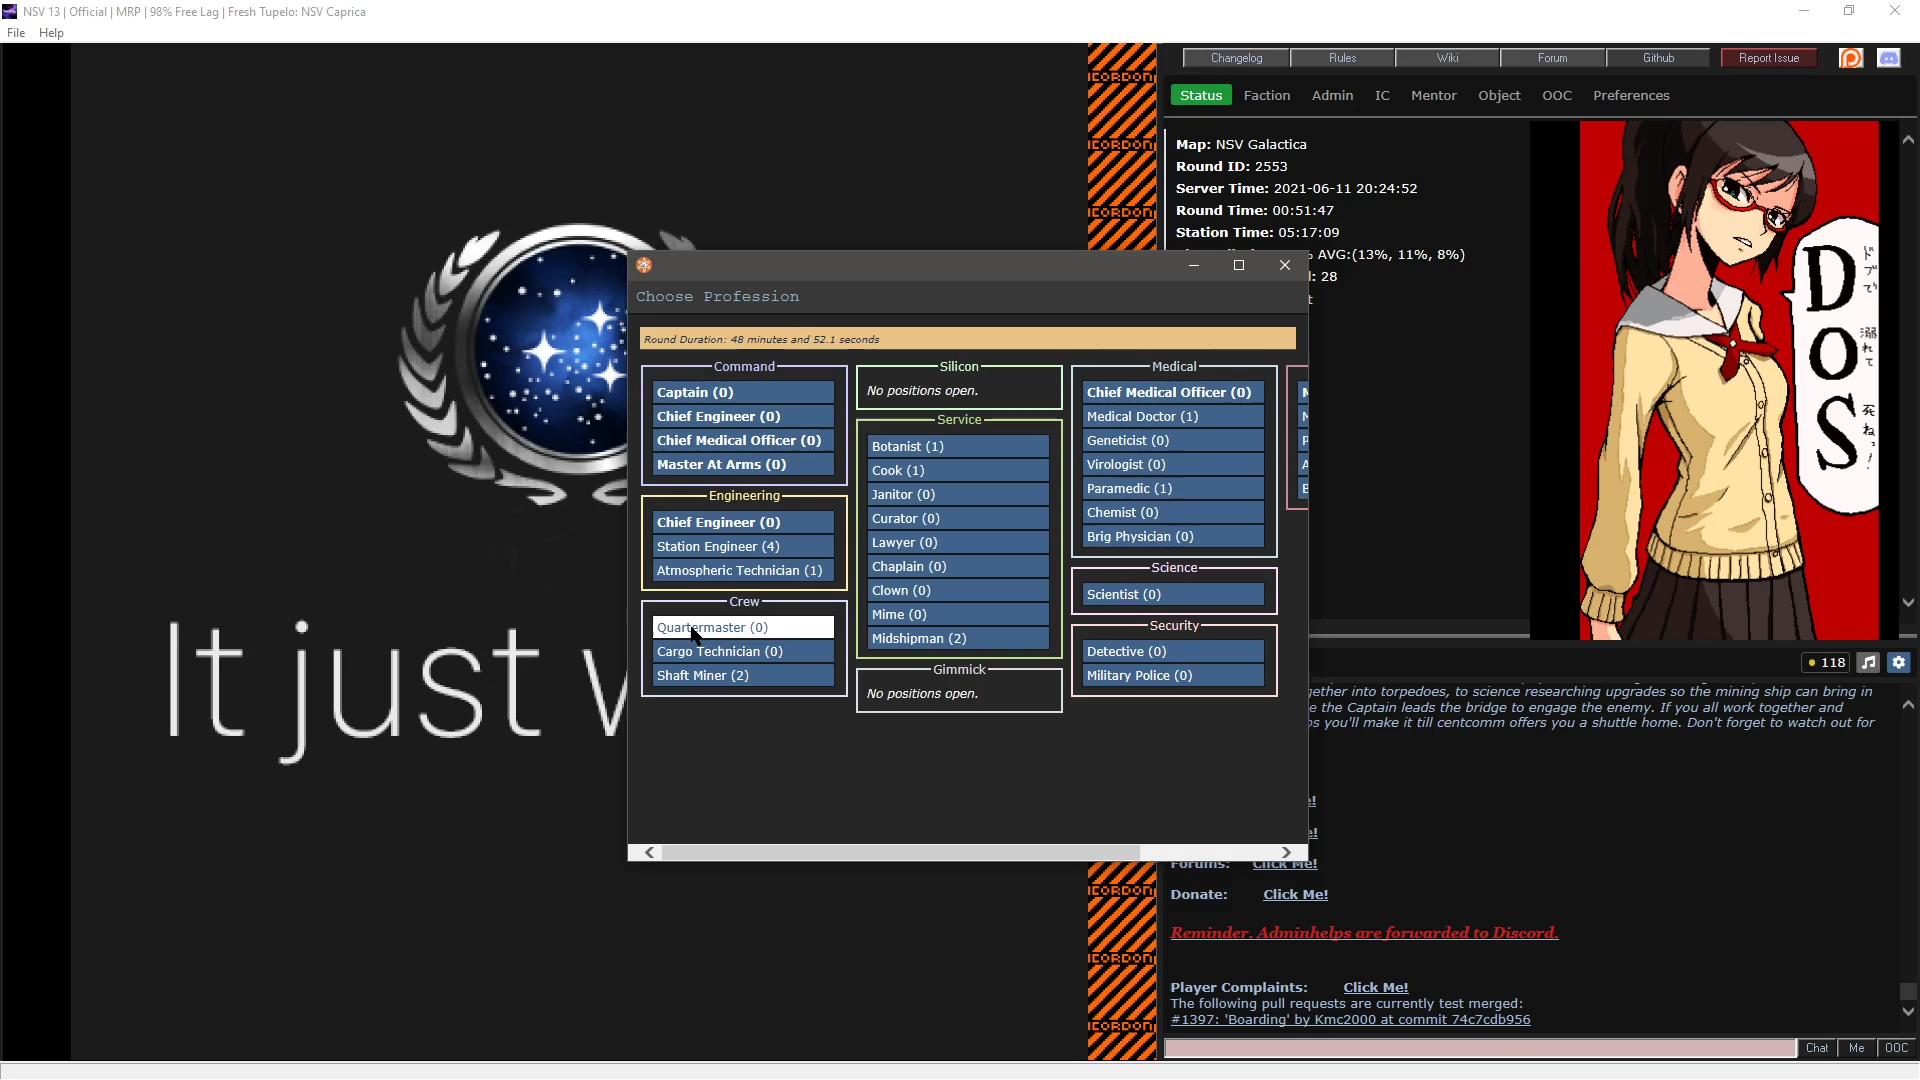 NSV 13 | Official | MRP | 98% Free Lag | Fresh Tupelo: NSV Caprica
File Help
Changelog Rules Wiki Forum Github Report Issue
Status Faction Admin IC Mentor Object OOC Preferences
Map: NSV Galactica
Round ID: 2553
Server Time: 2021-06-11 20:24:52
Round Time: 00:51:47
Station Time: 05:17:09
AVG:(13%, 11%, 8%)
: 28
DOS
It just
Choose Profession
Round Duration: 48 minutes and 52.1 seconds
Command
Captain (0)
Chief Engineer (0)
Chief Medical Officer (0)
Master At Arms (0)
Engineering
Chief Engineer (0)
Station Engineer (4)
Atmospheric Technician (1)
Crew
Quartermaster (0)
Cargo Technician (0)
Shaft Miner (2)
Silicon
No positions open.
Service
Botanist (1)
Cook (1)
Janitor (0)
Curator (0)
Lawyer (0)
Chaplain (0)
Clown (0)
Mime (0)
Midshipman (2)
Gimmick
No positions open.
Medical
Chief Medical Officer (0)
Medical Doctor (1)
Geneticist (0)
Virologist (0)
Paramedic (1)
Chemist (0)
Brig Physician (0)
Science
Scientist (0)
Security
Detective (0)
Military Police (0)
118
gether into torpedoes, to science researching upgrades so the mining ship can bring in
e the Captain leads the bridge to engage the enemy. If you all work together and
you'll make it till centcomm offers you a shuttle home. Don't forget to watch out for
Forums: Click Me!
Donate: Click Me!
Reminder, Adminhelps are forwarded to Discord.
Player Complaints: Click Me!
The following pull requests are currently test merged:
#1397: 'Boarding' by Kmc2000 at commit 74c7cdb956
Chat Me OOC